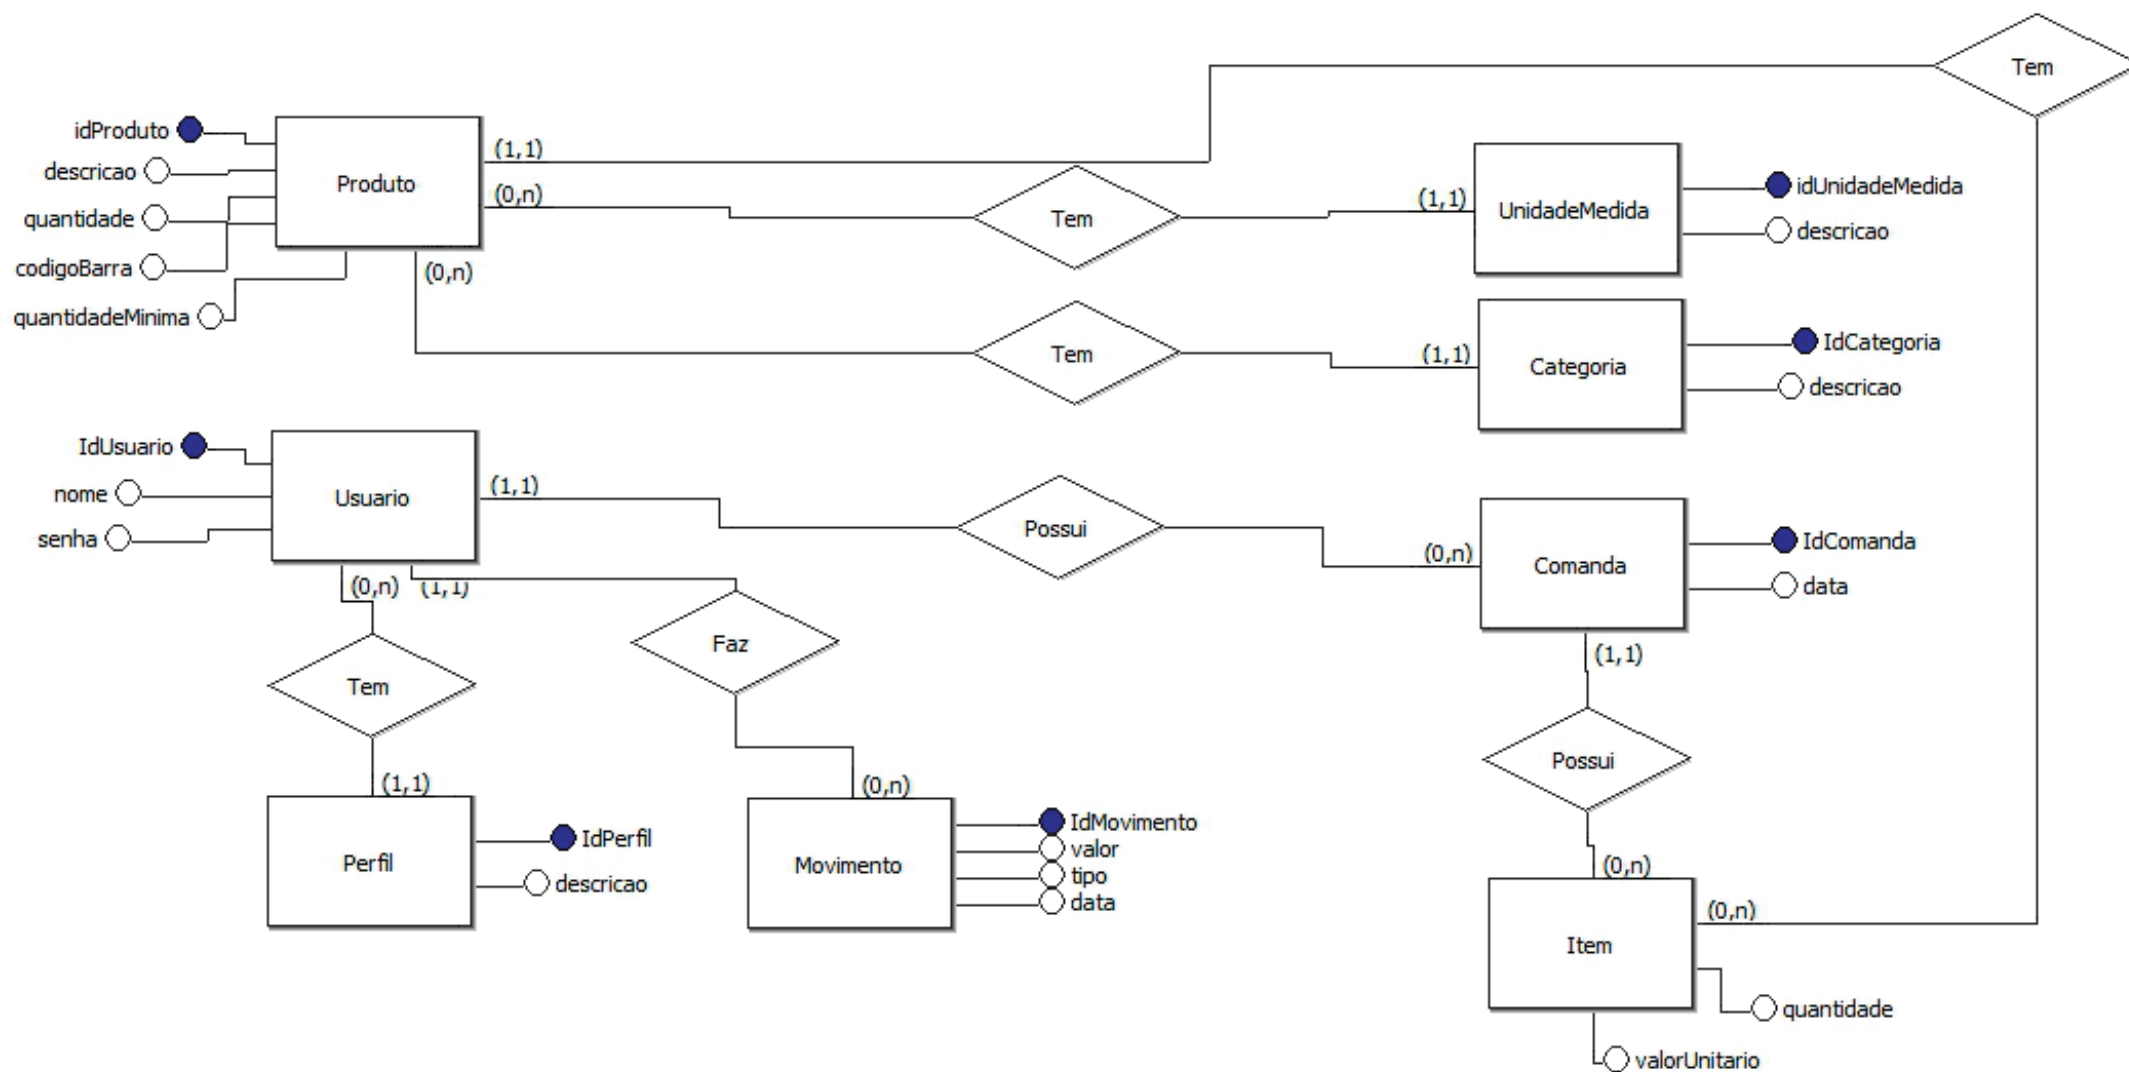 Tem
idProduto
descricao
quantidade
codigoBarra
quantidadeMinima
Produto
(1,1)
(0,n)
(0,n)
Tem
(1,1)
UnidadeMedida
idUnidadeMedida
descricao
Tem
(1,1)
Categoria
IdCategoria
descricao
IdUsuario
nome
senha
Usuario
(1,1)
Possui
(0,n)
Comanda
IdComanda
data
(0,n)
(1,1)
(1,1)
Tem
Faz
Possui
(1,1)
Perfil
IdPerfil
descricao
(0,n)
Movimento
IdMovimento
valor
tipo
data
(0,n)
(0,n)
Item
quantidade
valorUnitario